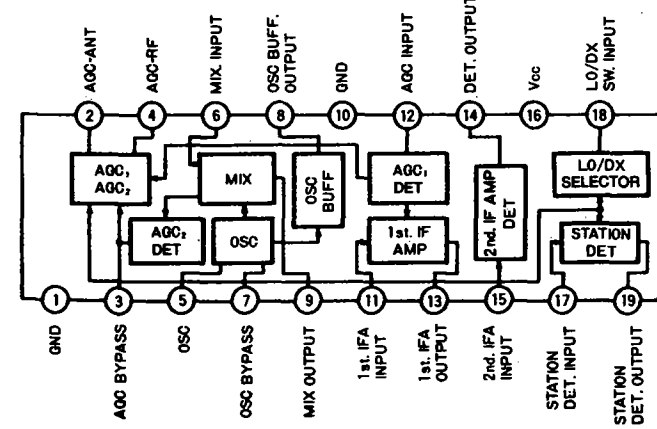 AGC-ANT
AGC-RF
MIX. INPUT
OSC BUFF.
OUTPUT
GND
AGC INPUT
DET. OUTPUT
Vcc
LO/DX
SW. INPUT
2
4
6
8
10
12
14
16
18
AGC₁
AGC₂
MIX
OSC
BUFF
AGC₁
DET
2nd. IF AMP
DET
LO/DX
SELECTOR
AGC₂
DET
OSC
1st. IF
AMP
STATION
DET
1
3
5
7
9
11
13
15
17
19
GND
AGC BYPASS
OSC
OSC BYPASS
MIX OUTPUT
1st. IFA
INPUT
1st. IFA
OUTPUT
2nd. IFA
INPUT
STATION
DET. INPUT
STATION
DET. OUTPUT